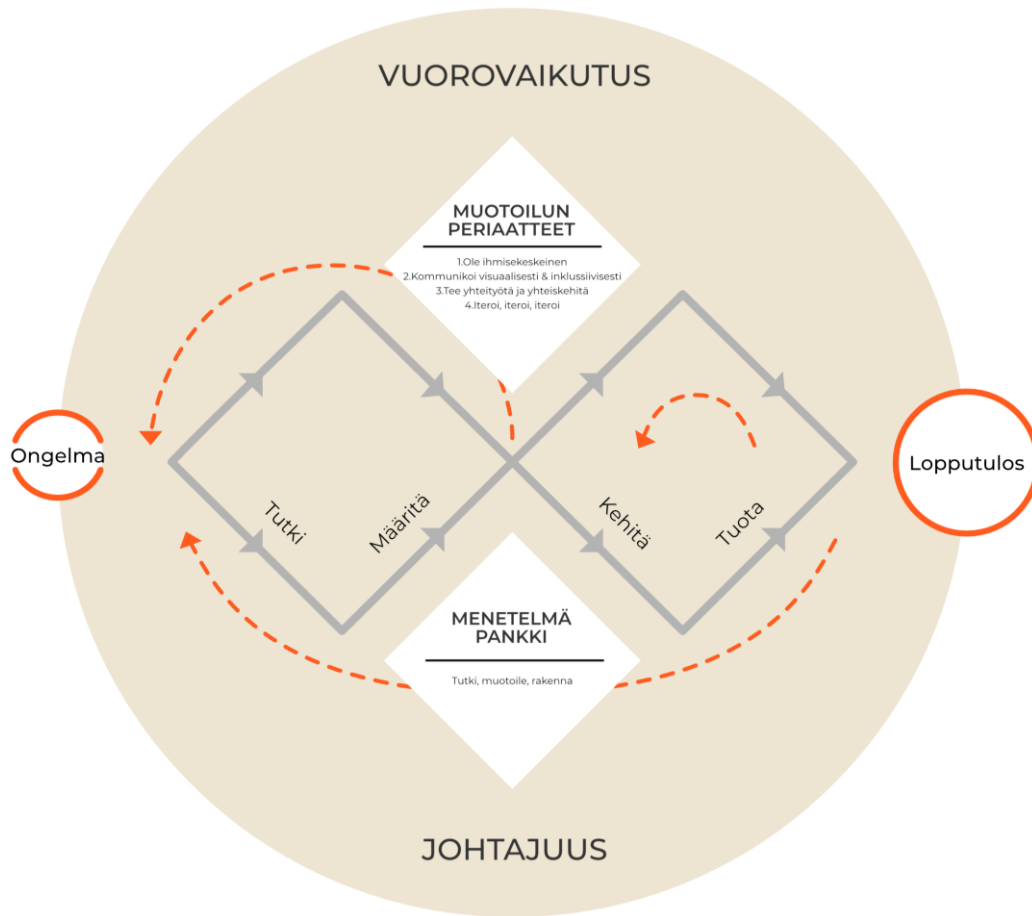 VUOROVAIKUTUS
MUOTOILUN
PERIAATTEET
1.Ole ihmisekeskeinen
2.Kommunikoi visuaalisesti & inklussiivisesti
3.Tee yhteityötä ja yhteiskehitä
4.Iteroi, iteroi, iteroi
Ongelma
Lopputulos
Tutki
Määritä
Kehitä
Tuota
MENETELMÄ
PANKKI
Tutki, muotoile, rakenna
JOHTAJUUS